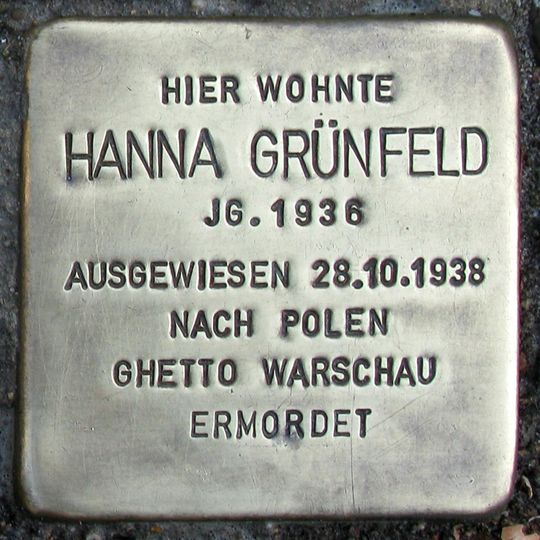 HIER WOHNTE
HANNA GRÜNFELD
JG. 1936
AUSGEWIESEN 28.10.1938
NACH POLEN
GHETTO WARSCHAU
ERMORDET